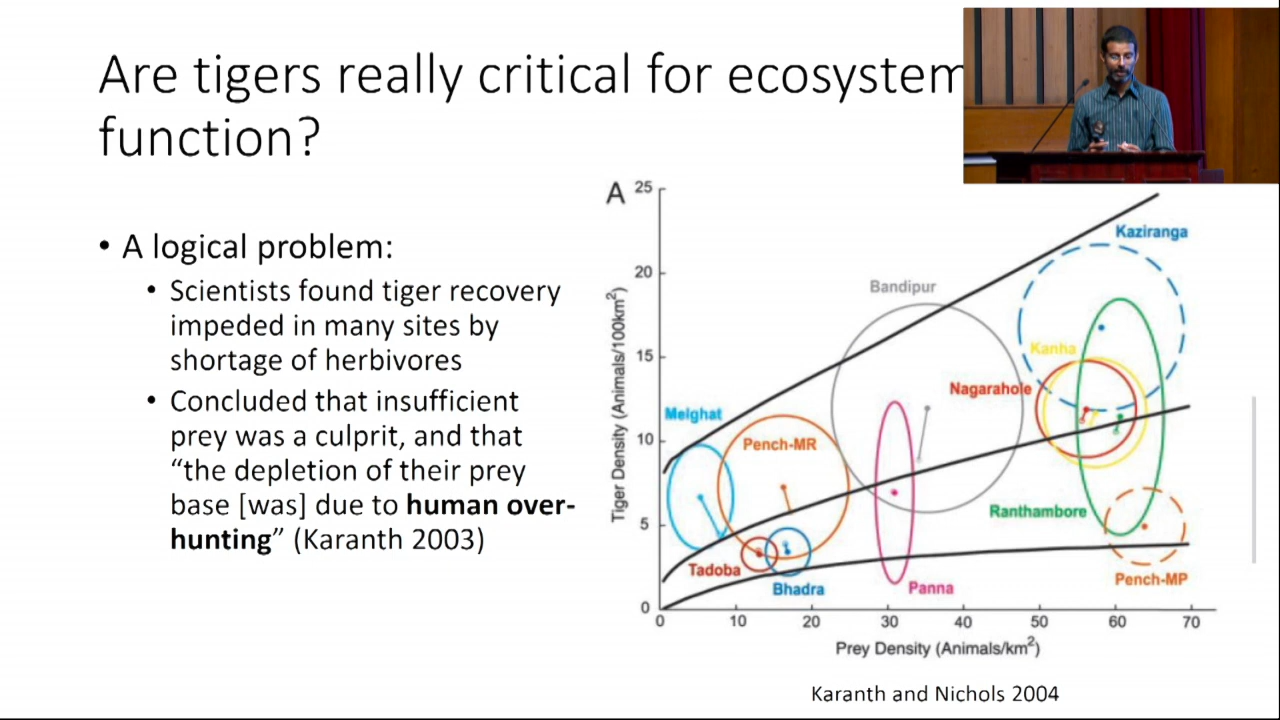 Are tigers really critical for ecosystem
function?
• A logical problem:
• Scientists found tiger recovery
impeded in many sites by
shortage of herbivores
• Concluded that insufficient
prey was a culprit, and that
“the depletion of their prey
base [was] due to human over-
hunting” (Karanth 2003)
A
25
20
15
10
5
0
Tiger Density (Animals/100km²)
Kaziranga
Bandipur
Kanha
Nagarahole
Melghat
Pench-MR
Ranthambore
Tadoba
Bhadra
Panna
Pench-MP
0 10 20 30 40 50 60 70
Prey Density (Animals/km²)
Karanth and Nichols 2004